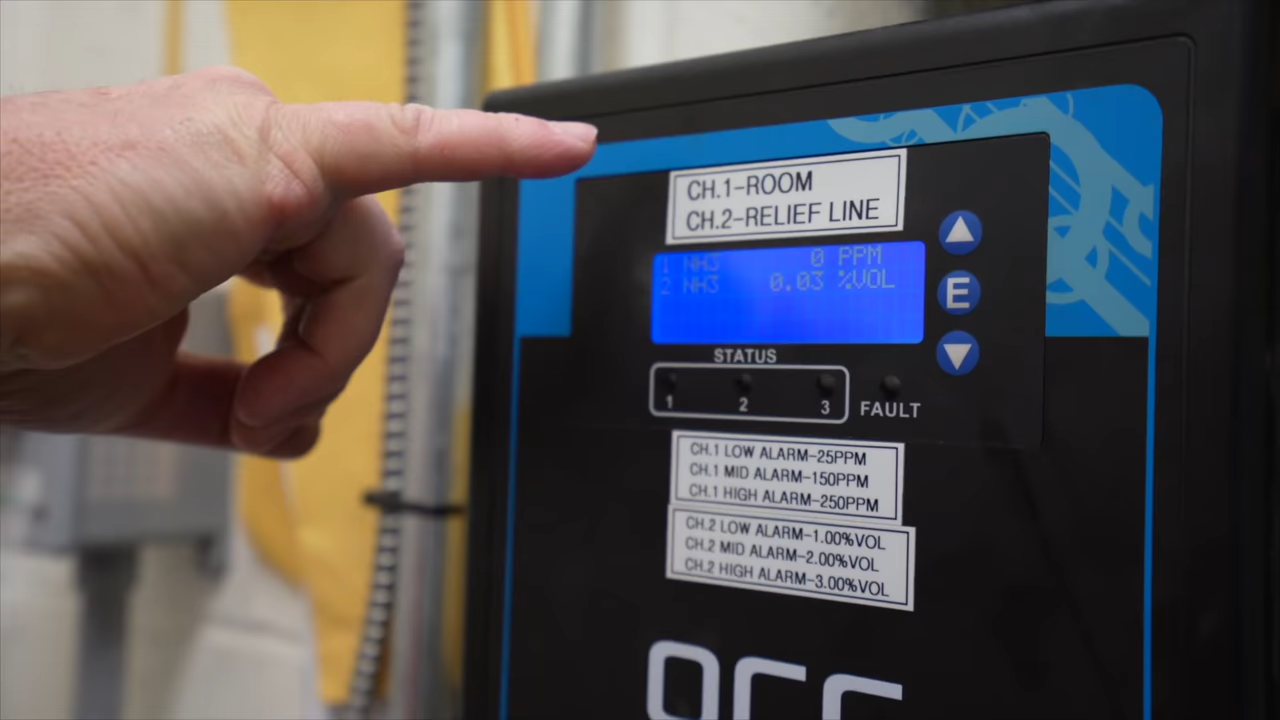 CH.1-ROOM
CH.2-RELIEF LINE
1 NH3 0 PPM
2 NH3 0.03 %VOL
E
STATUS
1 2 3
FAULT
CH.1 LOW ALARM-25PPM
CH.1 MID ALARM-150PPM
CH.1 HIGH ALARM-250PPM
CH.2 LOW ALARM-1.00%VOL
CH.2 MID ALARM-2.00%VOL
CH.2 HIGH ALARM-3.00%VOL